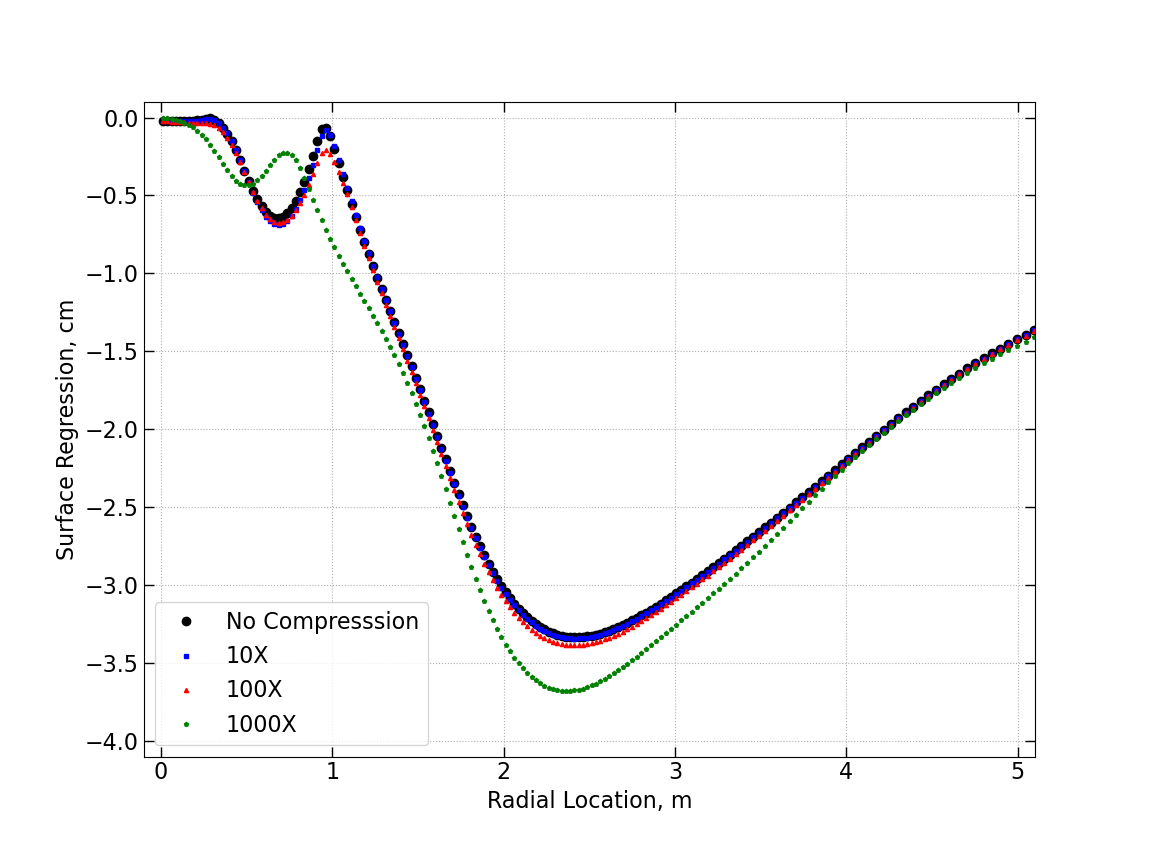 0.0
−0.5
−1.0
−1.5
−2.0
−2.5
−3.0
−3.5
−4.0
Surface Regression, cm
No Compresssion
10X
100X
1000X
0 1 2 3 4 5
Radial Location, m